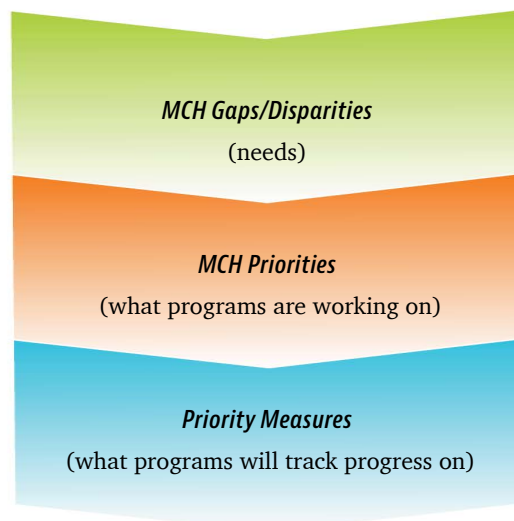 MCH Gaps/Disparities
(needs)
MCH Priorities
(what programs are working on)
Priority Measures
(what programs will track progress on)